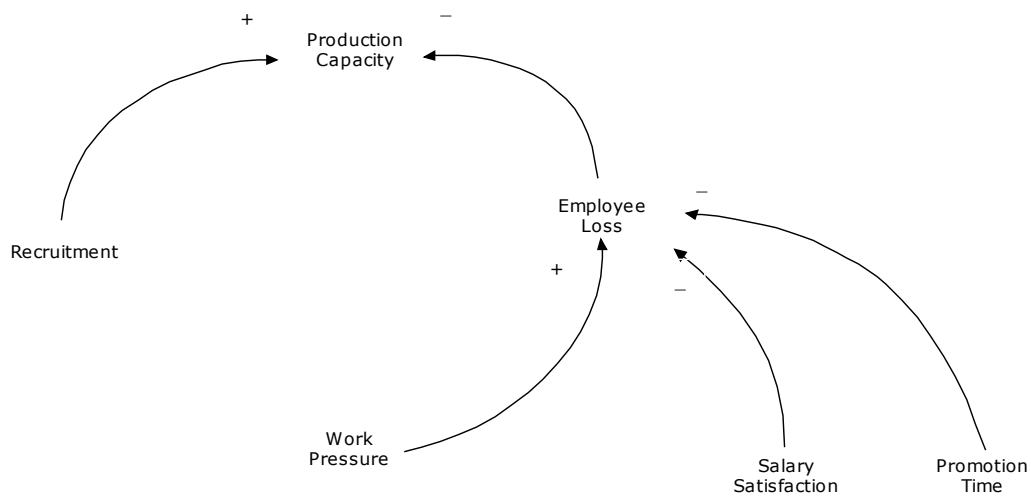 +
−
Production
Capacity
Employee
Loss
−
Recruitment
+
−
Work
Pressure
Salary
Satisfaction
Promotion
Time